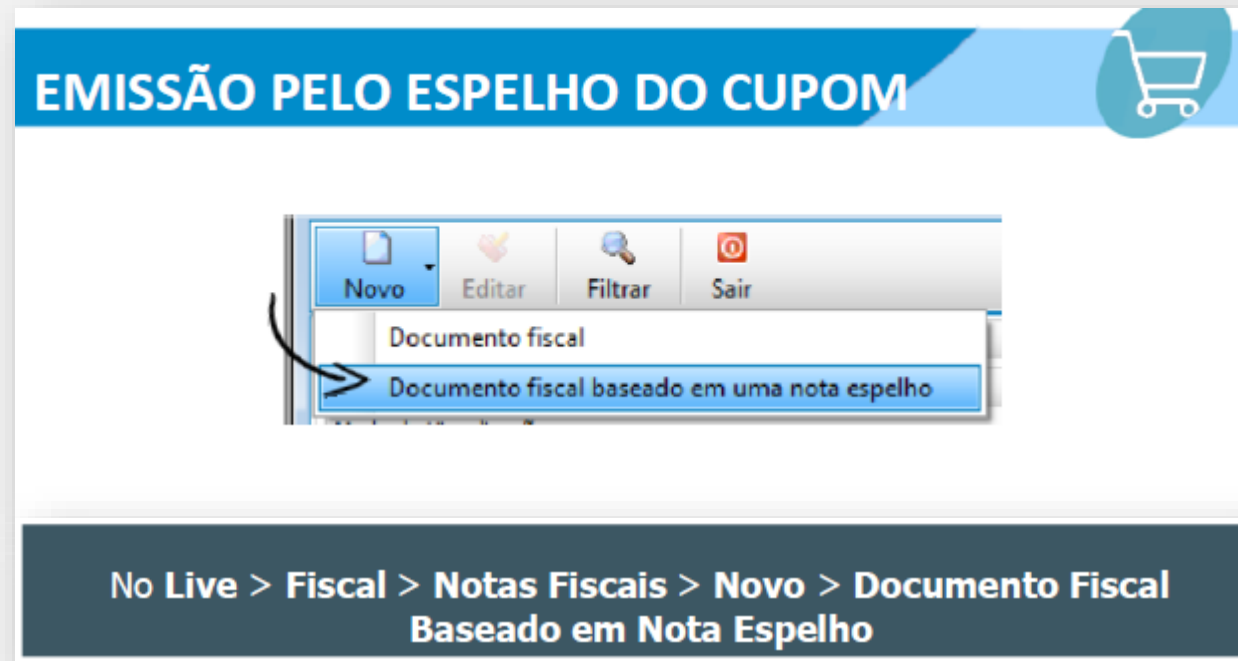 EMISSÃO PELO ESPELHO DO CUPOM
Novo Editar Filtrar Sair
Documento fiscal
Documento fiscal baseado em uma nota espelho
No Live > Fiscal > Notas Fiscais > Novo > Documento Fiscal
Baseado em Nota Espelho